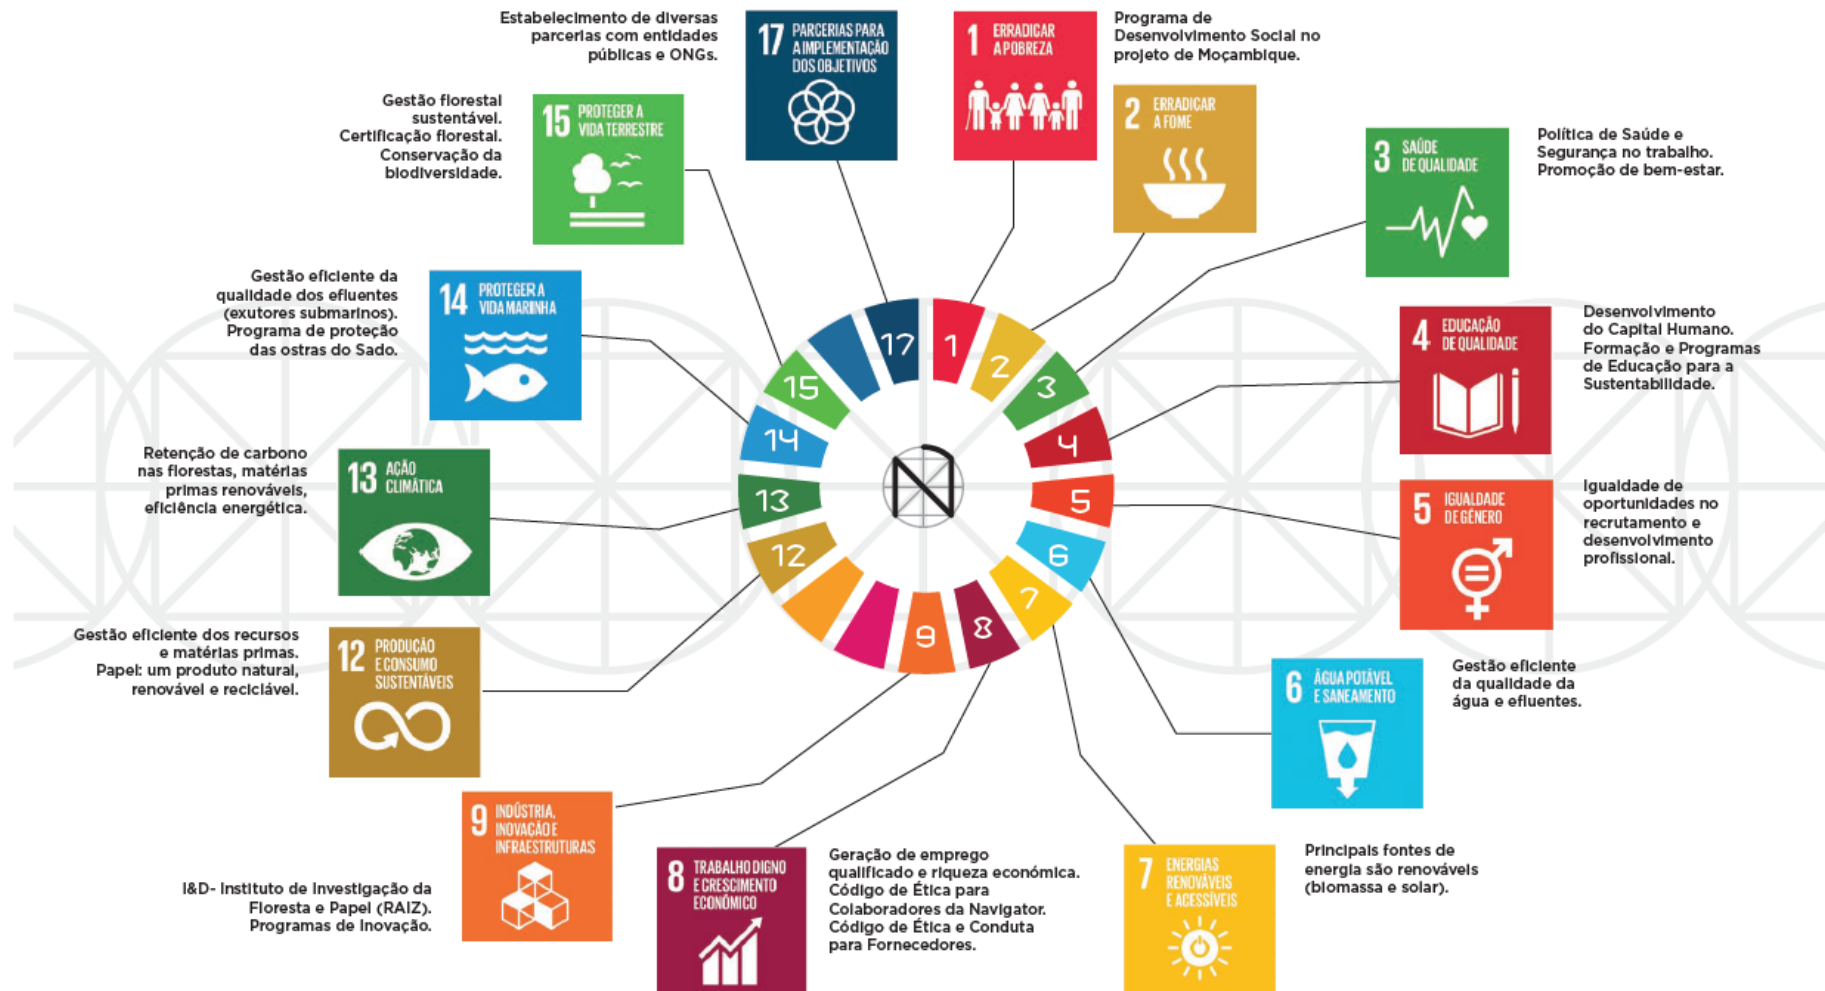 Estabelecimento de diversas
parcerias com entidades
públicas e ONGs.
17 PARCERIAS PARA
A IMPLEMENTAÇÃO
DOS OBJETIVOS
1 ERRADICAR
A POBREZA
Programa de
Desenvolvimento Social no
projeto de Moçambique.
2 ERRADICAR
A FOME
3 SAÚDE
DE QUALIDADE
Política de Saúde e
Segurança no trabalho.
Promoção de bem-estar.
4 EDUCAÇÃO
DE QUALIDADE
Desenvolvimento
do Capital Humano.
Formação e Programas
de Educação para a
Sustentabilidade.
5 IGUALDADE
DE GÉNERO
Igualdade de
oportunidades no
recrutamento e
desenvolvimento
profissional.
6 ÁGUA POTÁVEL
E SANEAMENTO
Gestão eficiente
da qualidade da
água e efluentes.
7 ENERGIAS
RENOVÁVEIS
E ACESSÍVEIS
Principais fontes de
energia são renováveis
(biomassa e solar).
8 TRABALHO DIGNO
E CRESCIMENTO
ECONÓMICO
Geração de emprego
qualificado e riqueza económica.
Código de Ética para
Colaboradores da Navigator.
Código de Ética e Conduta
para Fornecedores.
9 INDÚSTRIA,
INOVAÇÃO E
INFRAESTRUTURAS
I&D- Instituto de Investigação da
Floresta e Papel (RAIZ).
Programas de Inovação.
12 PRODUÇÃO
E CONSUMO
SUSTENTÁVEIS
Gestão eficiente dos recursos
e matérias primas.
Papel: um produto natural,
renovável e reciclável.
13 AÇÃO
CLIMÁTICA
Retenção de carbono
nas florestas, matérias
primas renováveis,
eficiência energética.
14 PROTEGER A
VIDA MARINHA
Gestão eficiente da
qualidade dos efluentes
(exutores submarinos).
Programa de proteção
das ostras do Sado.
15 PROTEGER A
VIDA TERRESTRE
Gestão florestal
sustentável.
Certificação florestal.
Conservação da
biodiversidade.
17
1
2
3
4
5
6
7
8
9
12
13
14
15
N